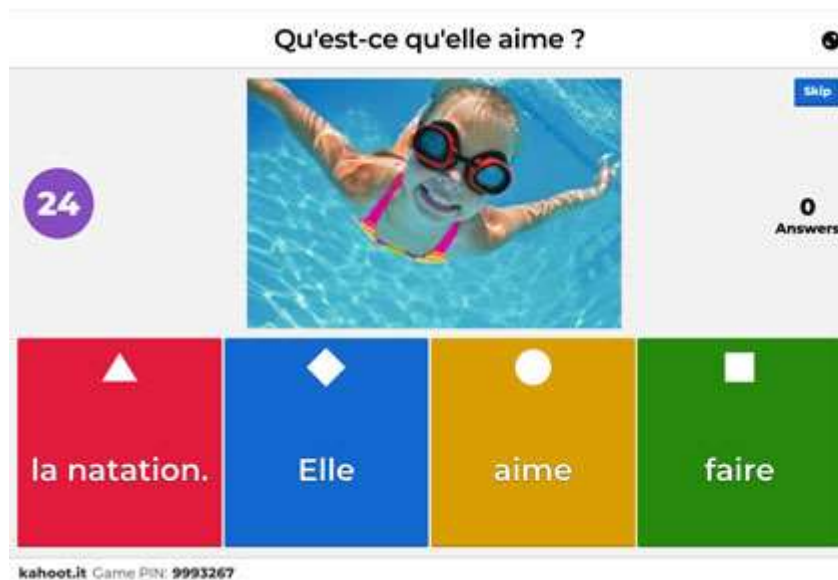 Qu'est-ce qu'elle aime ?
Skip
24
0
Answers
la natation.
Elle
aime
faire
kahoot.it Game PIN: 9993267